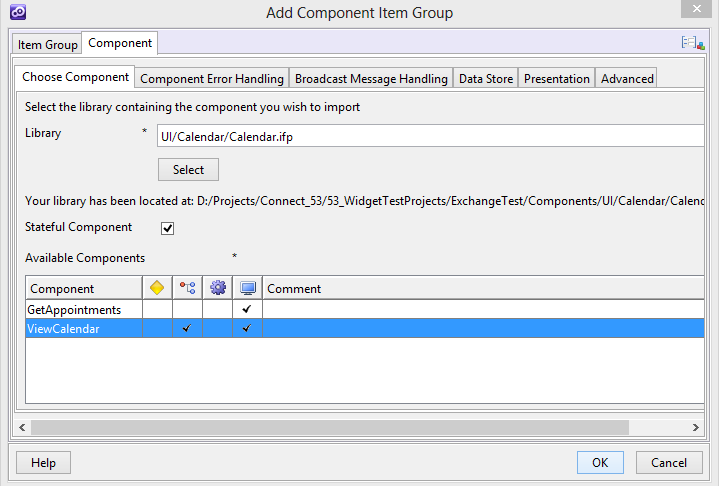 Add Component Item Group
Item Group Component
Choose Component Component Error Handling Broadcast Message Handling Data Store Presentation Advanced
Select the library containing the component you wish to import
Library * UI/Calendar/Calendar.ifp
Select
Your library has been located at: D:/Projects/Connect_53/53_WidgetTestProjects/ExchangeTest/Components/UI/Calendar/Calend
Stateful Component
Available Components *
Component Comment
GetAppointments
ViewCalendar
Help OK Cancel